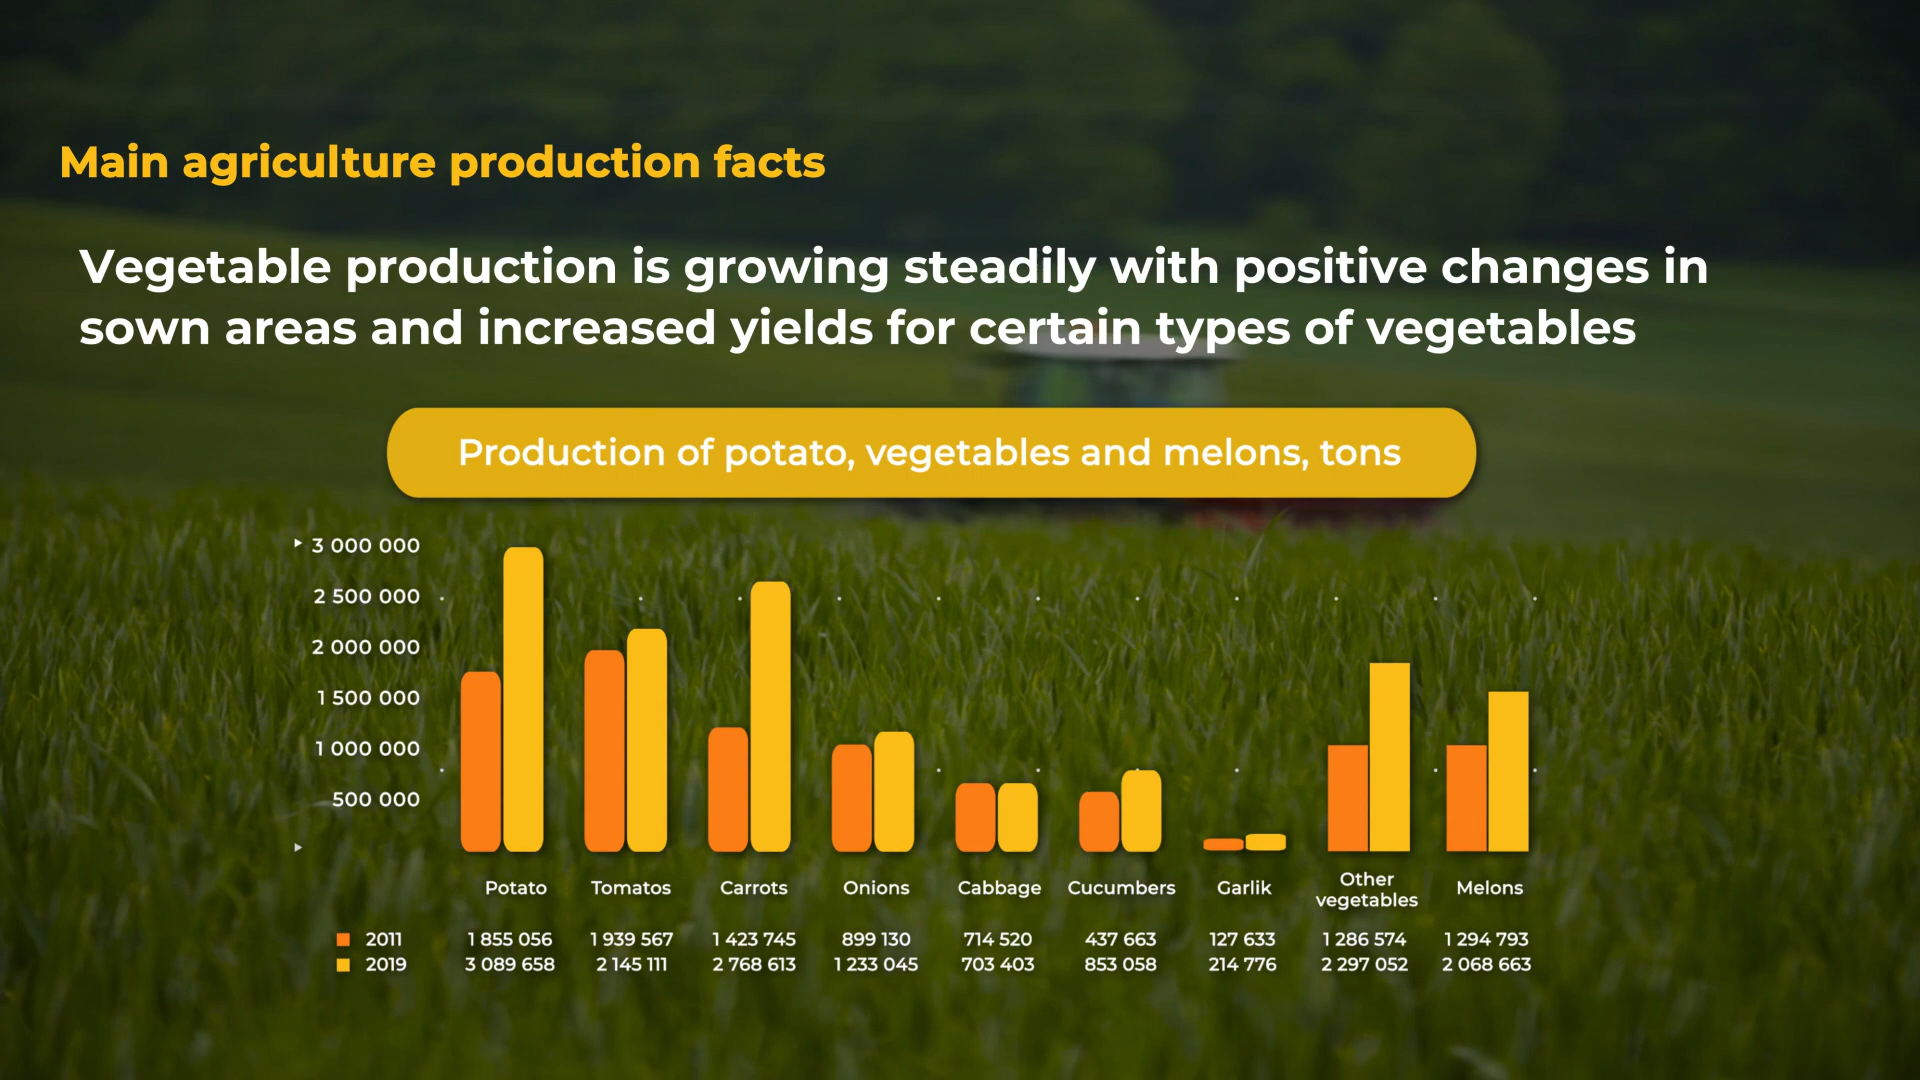 Main agriculture production facts
Vegetable production is growing steadily with positive changes in
sown areas and increased yields for certain types of vegetables
Production of potato, vegetables and melons, tons
3 000 000
2 500 000
2 000 000
1 500 000
1 000 000
500 000
Potato Tomatos Carrots Onions Cabbage Cucumbers Garlik Other vegetables Melons
2011 1 855 056 1 939 567 1 423 745 899 130 714 520 437 663 127 633 1 286 574 1 294 793
2019 3 089 658 2 145 111 2 768 613 1 233 045 703 403 853 058 214 776 2 297 052 2 068 663